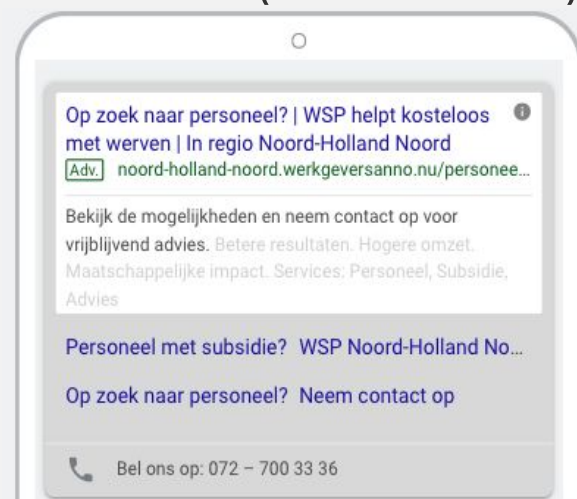 Op zoek naar personeel? | WSP helpt kosteloos
met werven | In regio Noord-Holland Noord
Adv. noord-holland-noord.werkgeversanno.nu/personee...
Bekijk de mogelijkheden en neem contact op voor
vrijblijvend advies. Betere resultaten. Hogere omzet.
Maatschappelijke impact. Services: Personeel, Subsidie,
Advies
Personeel met subsidie? WSP Noord-Holland No...
Op zoek naar personeel? Neem contact op
Bel ons op: 072 – 700 33 36